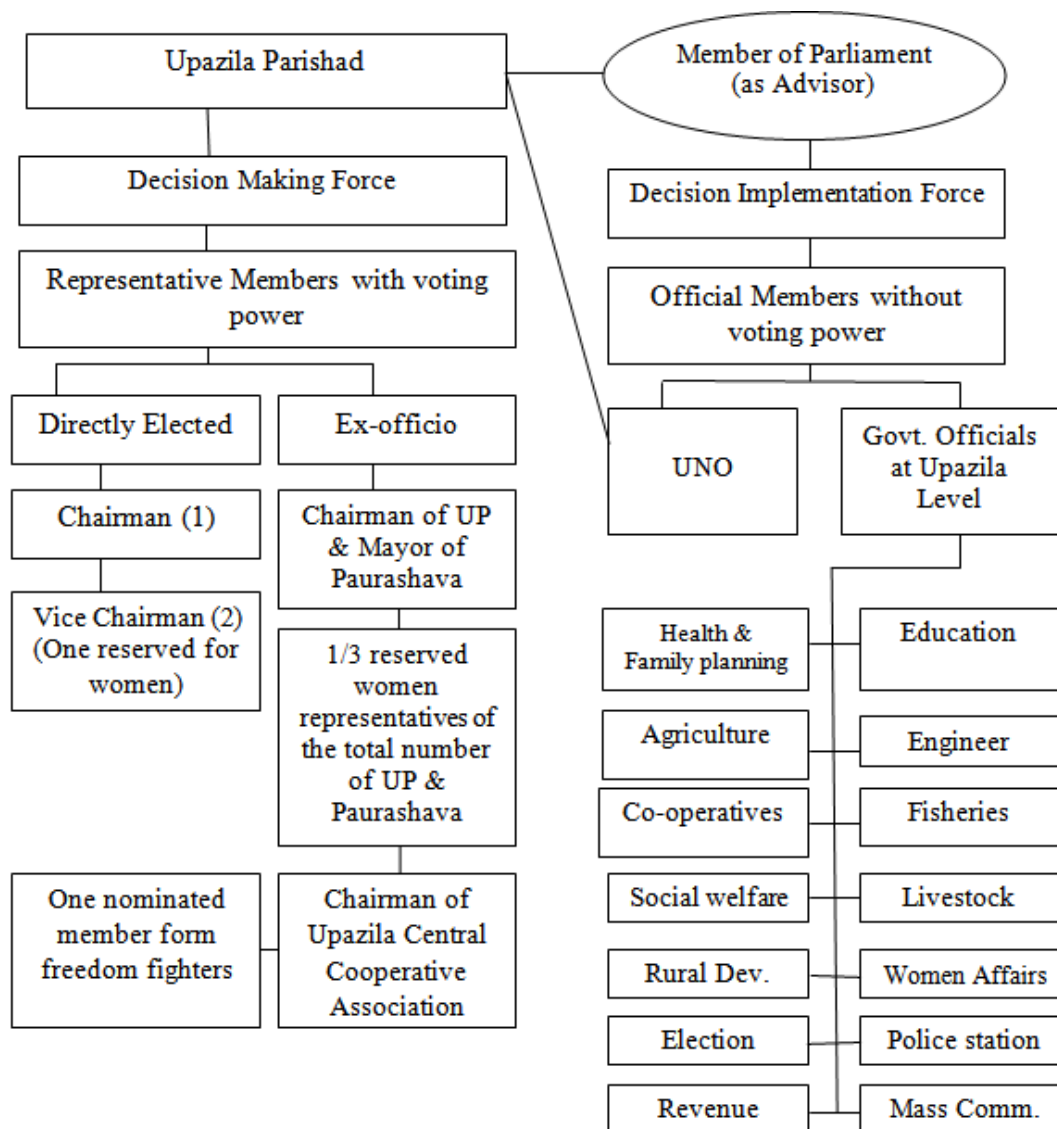 Upazila Parishad
Member of Parliament
(as Advisor)
Decision Making Force
Decision Implementation Force
Representative Members with voting
power
Official Members without
voting power
Directly Elected
Ex-officio
UNO
Govt. Officials
at Upazila
Level
Chairman (1)
Chairman of UP
& Mayor of
Paurashava
Vice Chairman (2)
(One reserved for
women)
1/3 reserved
women
representatives of
the total number
of UP &
Paurashava
One nominated
member form
freedom fighters
Chairman of
Upazila Central
Cooperative
Association
Health &
Family planning
Education
Agriculture
Engineer
Co-operatives
Fisheries
Social welfare
Livestock
Rural Dev.
Women Affairs
Election
Police station
Revenue
Mass Comm.